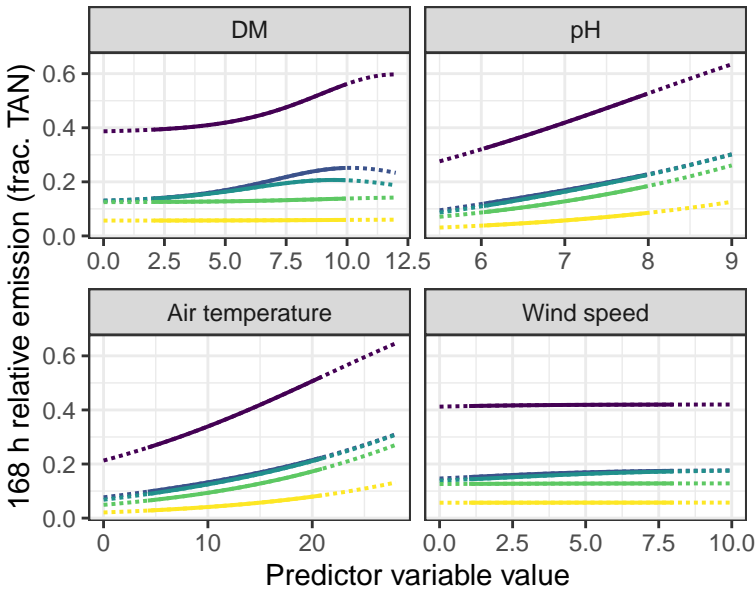 DM
pH
168 h relative emission (frac. TAN)
0.6
0.4
0.2
0.0
0.0 2.5 5.0 7.5 10.0 12.5
6 7 8 9
Air temperature
Wind speed
0.6
0.4
0.2
0.0
0 10 20
0.0 2.5 5.0 7.5 10.0
Predictor variable value